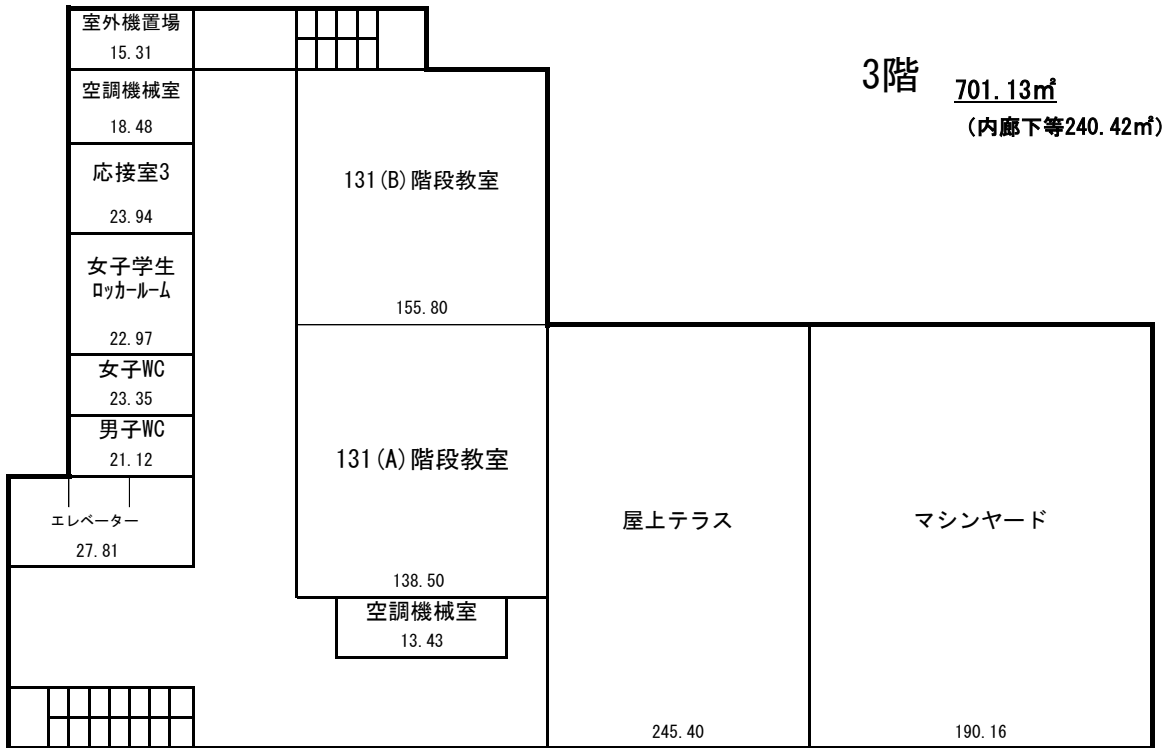 室外機置場
15.31
空調機械室
18.48
応接室3
23.94
女子学生
ロッカールーム
22.97
女子WC
23.35
男子WC
21.12
エレベーター
27.81
131(B)階段教室
155.80
131(A)階段教室
138.50
空調機械室
13.43
屋上テラス
245.40
マシンヤード
190.16
3階
701.13㎡
(内廊下等240.42㎡)